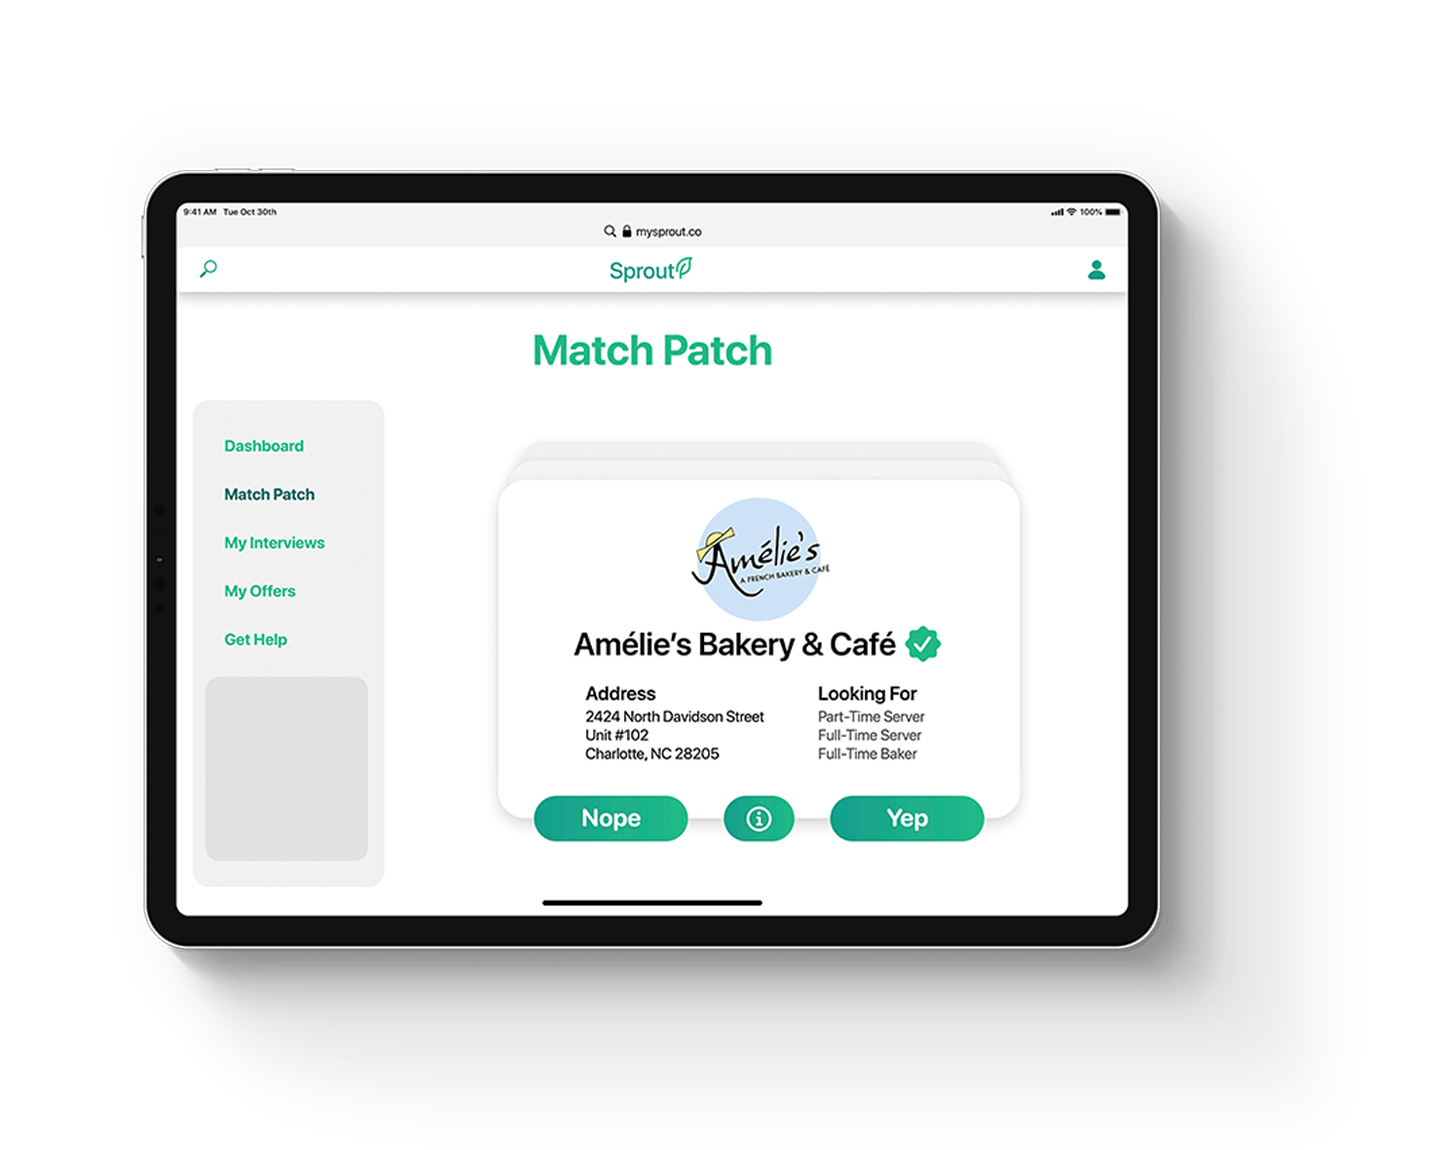 9:41 AM Tue Oct 30th
100%
mysprout.co
Sprout
Match Patch
Dashboard
Match Patch
My Interviews
My Offers
Get Help
Amélie's
A FRENCH BAKERY & CAFÉ
Amélie’s Bakery & Café
Address
2424 North Davidson Street
Unit #102
Charlotte, NC 28205
Looking For
Part-Time Server
Full-Time Server
Full-Time Baker
Nope
Yep